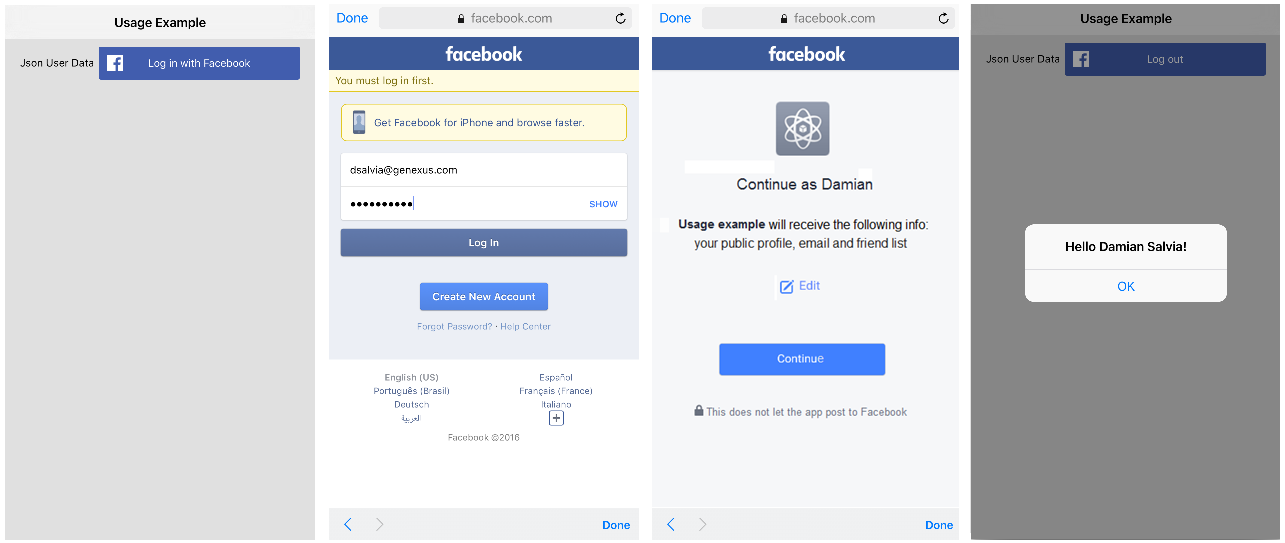 Usage Example
Json User Data
Log in with Facebook
Done
facebook.com
facebook
You must log in first.
Get Facebook for iPhone and browse faster.
dsalvia@genexus.com
●●●●●●●●●●
SHOW
Log In
Create New Account
Forgot Password? · Help Center
English (US)
Español
Português (Brasil)
Français (France)
Deutsch
Italiano
العربية
Facebook ©2016
Done
Done
facebook.com
facebook
Continue as Damian
Usage example will receive the following info:
your public profile, email and friend list
Edit
Continue
This does not let the app post to Facebook
Done
Usage Example
Json User Data
Log out
Hello Damian Salvia!
OK